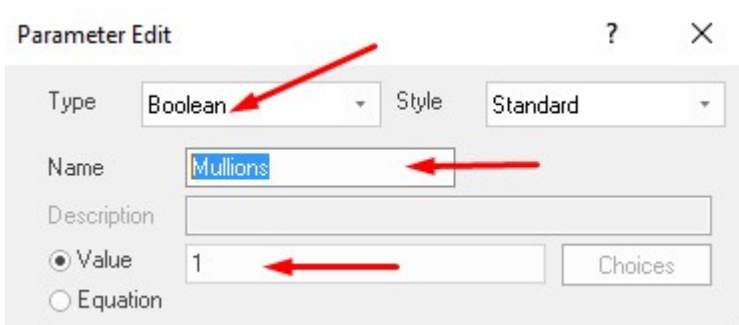 Parameter Edit ? X
Type Boolean Style Standard
Name Mullions
Description
Value 1 Choices
Equation